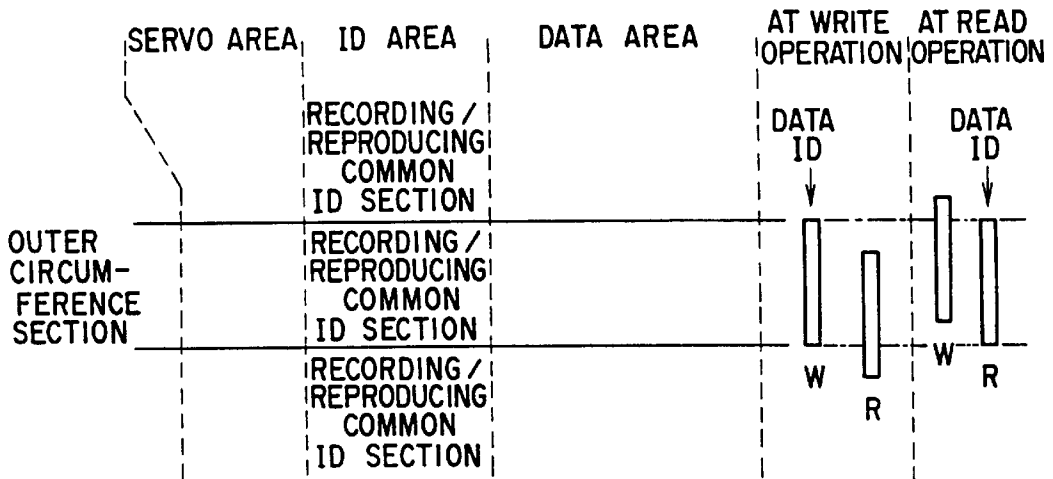 SERVO AREA ID AREA DATA AREA AT WRITE OPERATION AT READ OPERATION
RECORDING /
REPRODUCING
COMMON
ID SECTION
DATA
ID
DATA
ID
OUTER
CIRCUM-
FERENCE
SECTION
RECORDING /
REPRODUCING
COMMON
ID SECTION
W
R
W
R
RECORDING /
REPRODUCING
COMMON
ID SECTION